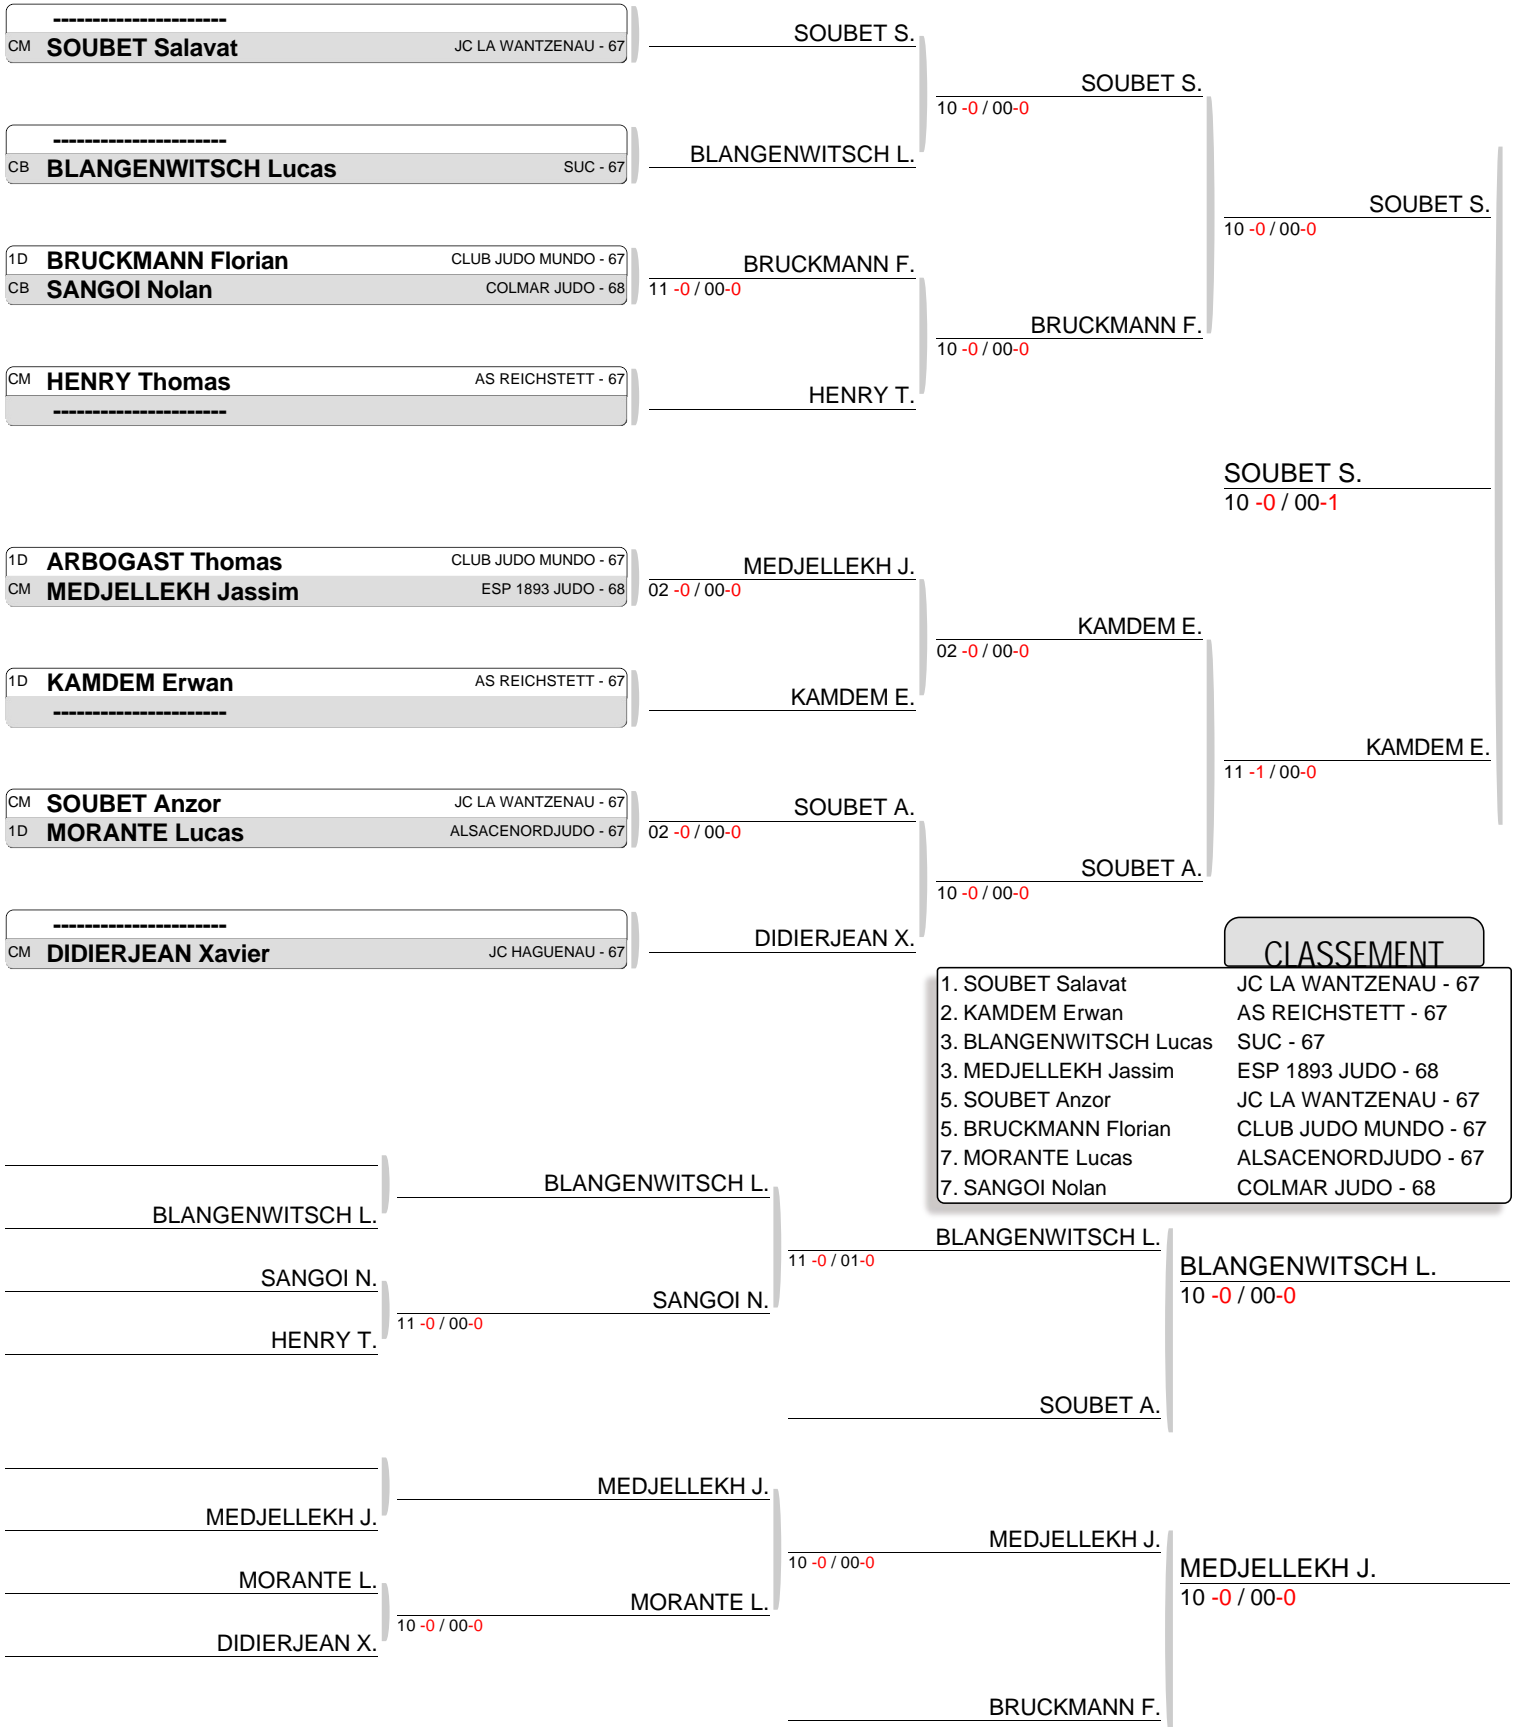 ----------------------
CM SOUBET Salavat JC LA WANTZENAU - 67
----------------------
CB BLANGENWITSCH Lucas SUC - 67
1D BRUCKMANN Florian CLUB JUDO MUNDO - 67
CB SANGOI Nolan COLMAR JUDO - 68
CM HENRY Thomas AS REICHSTETT - 67
----------------------
1D ARBOGAST Thomas CLUB JUDO MUNDO - 67
CM MEDJELLEKH Jassim ESP 1893 JUDO - 68
1D KAMDEM Erwan AS REICHSTETT - 67
----------------------
CM SOUBET Anzor JC LA WANTZENAU - 67
1D MORANTE Lucas ALSACENORDJUDO - 67
----------------------
CM DIDIERJEAN Xavier JC HAGUENAU - 67
SOUBET S.
BLANGENWITSCH L.
BRUCKMANN F.
11 -0 / 00-0
HENRY T.
MEDJELLEKH J.
02 -0 / 00-0
KAMDEM E.
SOUBET A.
02 -0 / 00-0
DIDIERJEAN X.
SOUBET S.
10 -0 / 00-0
BRUCKMANN F.
10 -0 / 00-0
KAMDEM E.
02 -0 / 00-0
SOUBET A.
10 -0 / 00-0
SOUBET S.
10 -0 / 00-0
SOUBET S.
10 -0 / 00-1
KAMDEM E.
11 -1 / 00-0
CLASSEMENT
1. SOUBET Salavat JC LA WANTZENAU - 67
2. KAMDEM Erwan AS REICHSTETT - 67
3. BLANGENWITSCH Lucas SUC - 67
3. MEDJELLEKH Jassim ESP 1893 JUDO - 68
5. SOUBET Anzor JC LA WANTZENAU - 67
5. BRUCKMANN Florian CLUB JUDO MUNDO - 67
7. MORANTE Lucas ALSACENORDJUDO - 67
7. SANGOI Nolan COLMAR JUDO - 68
BLANGENWITSCH L.
SANGOI N.
HENRY T.
BLANGENWITSCH L.
SANGOI N.
11 -0 / 00-0
BLANGENWITSCH L.
11 -0 / 01-0
SOUBET A.
BLANGENWITSCH L.
10 -0 / 00-0
MEDJELLEKH J.
MORANTE L.
DIDIERJEAN X.
MEDJELLEKH J.
MORANTE L.
10 -0 / 00-0
MEDJELLEKH J.
10 -0 / 00-0
BRUCKMANN F.
MEDJELLEKH J.
10 -0 / 00-0